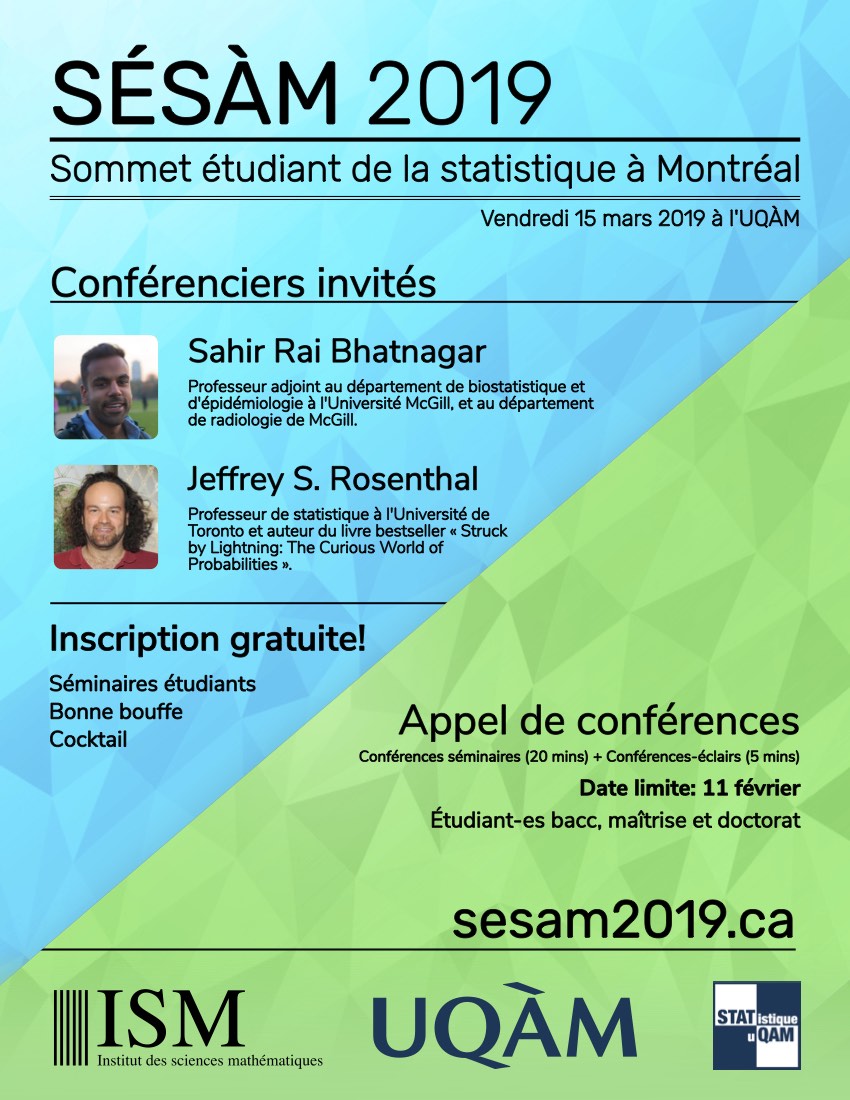 SÉSÀM 2019
Sommet étudiant de la statistique à Montréal
Vendredi 15 mars 2019 à l'UQÀM
Conférenciers invités
Sahir Rai Bhatnagar
Professeur adjoint au département de biostatistique et
d'épidémiologie à l'Université McGill, et au département
de radiologie de McGill.
Jeffrey S. Rosenthal
Professeur de statistique à l'Université de
Toronto et auteur du livre bestseller « Struck
by Lightning: The Curious World of
Probabilities ».
Inscription gratuite!
Séminaires étudiants
Bonne bouffe
Cocktail
Appel de conférences
Conférences séminaires (20 mins) + Conférences-éclairs (5 mins)
Date limite: 11 février
Étudiant-es bacc, maîtrise et doctorat
sesam2019.ca
ISM
Institut des sciences mathématiques
UQÀM
STATistique
uQAM